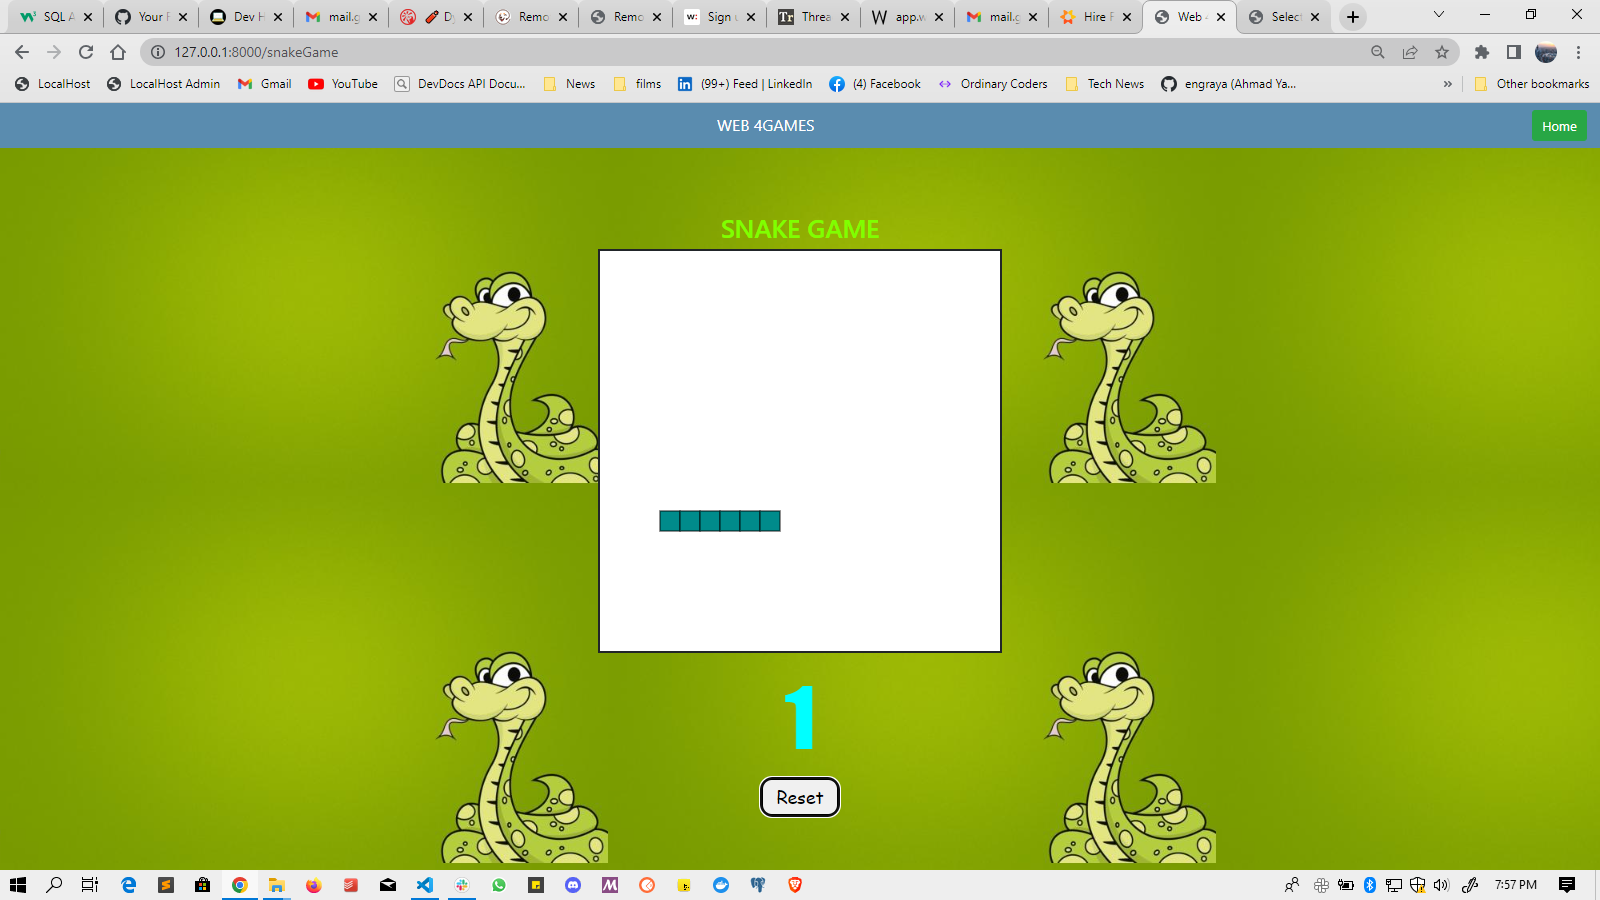 SQL A
Your F
Dev H
mail.g
Dy
Remo
Remo
Sign u
Threa
app.w
mail.g
Hire F
Web 4
Select
127.0.0.1:8000/snakeGame
LocalHost
LocalHost Admin
Gmail
YouTube
DevDocs API Docu...
News
films
(99+) Feed | LinkedIn
(4) Facebook
Ordinary Coders
Tech News
engraya (Ahmad Ya...
»
Other bookmarks
WEB 4GAMES
Home
SNAKE GAME
1
Reset
7:57 PM